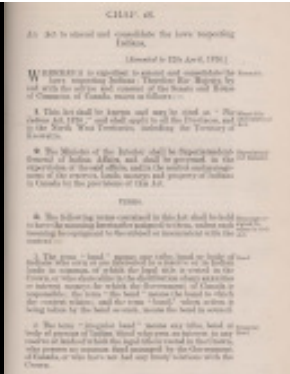 CHAP. 18.
An Act to amend and consolidate the laws respecting
Indians.
[Assented to 12th April, 1876.]
WHEREAS it is expedient to amend and consolidate the
laws respecting Indians: Therefore Her Majesty, by
and with the advice and consent of the Senate and House
of Commons of Canada, enacts as follows:—
1. This Act shall be known and may be cited as "The
Indian Act, 1876;" and shall apply to all the Provinces, and
to the North West Territories, including the Territory of
Keewatin.
2. The Minister of the Interior shall be Superintendent-
General of Indian Affairs, and shall be governed in the
supervision of the said affairs, and in the control and manage-
ment of the reserves, lands, moneys and property of Indians
in Canada by the provisions of this Act.
TERMS.
3. The following terms contained in this Act shall be held
to have the meaning hereinafter assigned to them, unless such
meaning be repugnant to the subject or inconsistent with the
context:—
1. The term "band" means any tribe, band or body of
Indians who own or are interested in a reserve or in Indian
lands in common, of which the legal title is vested in the
Crown, or who share alike in the distribution of any annuities
or interest moneys for which the Government of Canada is
responsible; the term "the band" means the band to which
the context relates; and the term "band," when action is
being taken by the band as such, means the band in council.
2. The term "irregular band" means any tribe, band or
body of persons of Indian blood who own no interest in any
reserve or lands of which the legal title is vested in the Crown,
who possess no common fund managed by the Government
of Canada, or who have not had any treaty relations with the
Crown.